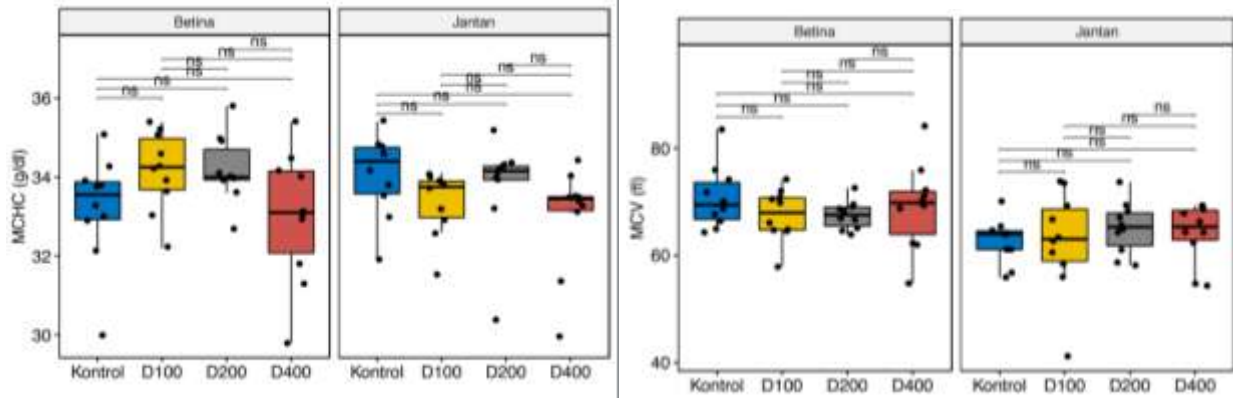 Betina
Jantan
ns
ns
ns
ns
ns
ns
ns
ns
ns
ns
ns
ns
MCHC (g/dl)
36
34
32
30
Kontrol D100 D200 D400
Kontrol D100 D200 D400
Betina
Jantan
ns
ns
ns
ns
ns
ns
ns
ns
ns
ns
ns
ns
MCV (fl)
80
60
40
Kontrol D100 D200 D400
Kontrol D100 D200 D400